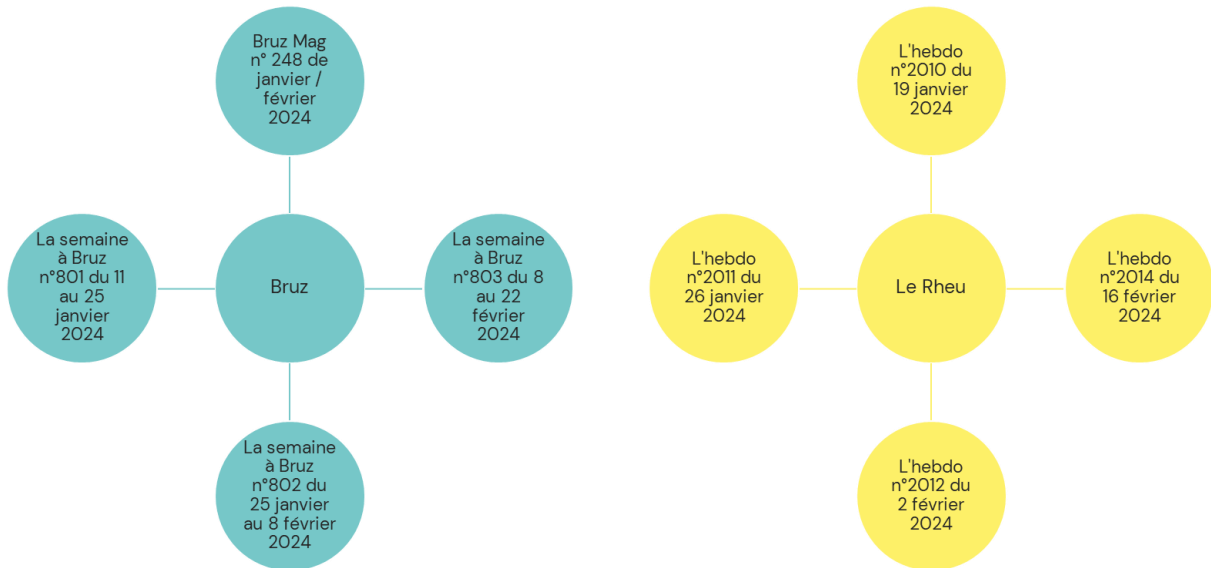 Bruz Mag
n° 248 de
janvier /
février
2024
La semaine
à Bruz
n°801 du 11
au 25
janvier
2024
Bruz
La semaine
à Bruz
n°803 du 8
au 22
février
2024
La semaine
à Bruz
n°802 du
25 janvier
au 8 février
2024
L'hebdo
n°2010 du
19 janvier
2024
L'hebdo
n°2011 du
26 janvier
2024
Le Rheu
L'hebdo
n°2014 du
16 février
2024
L'hebdo
n°2012 du
2 février
2024